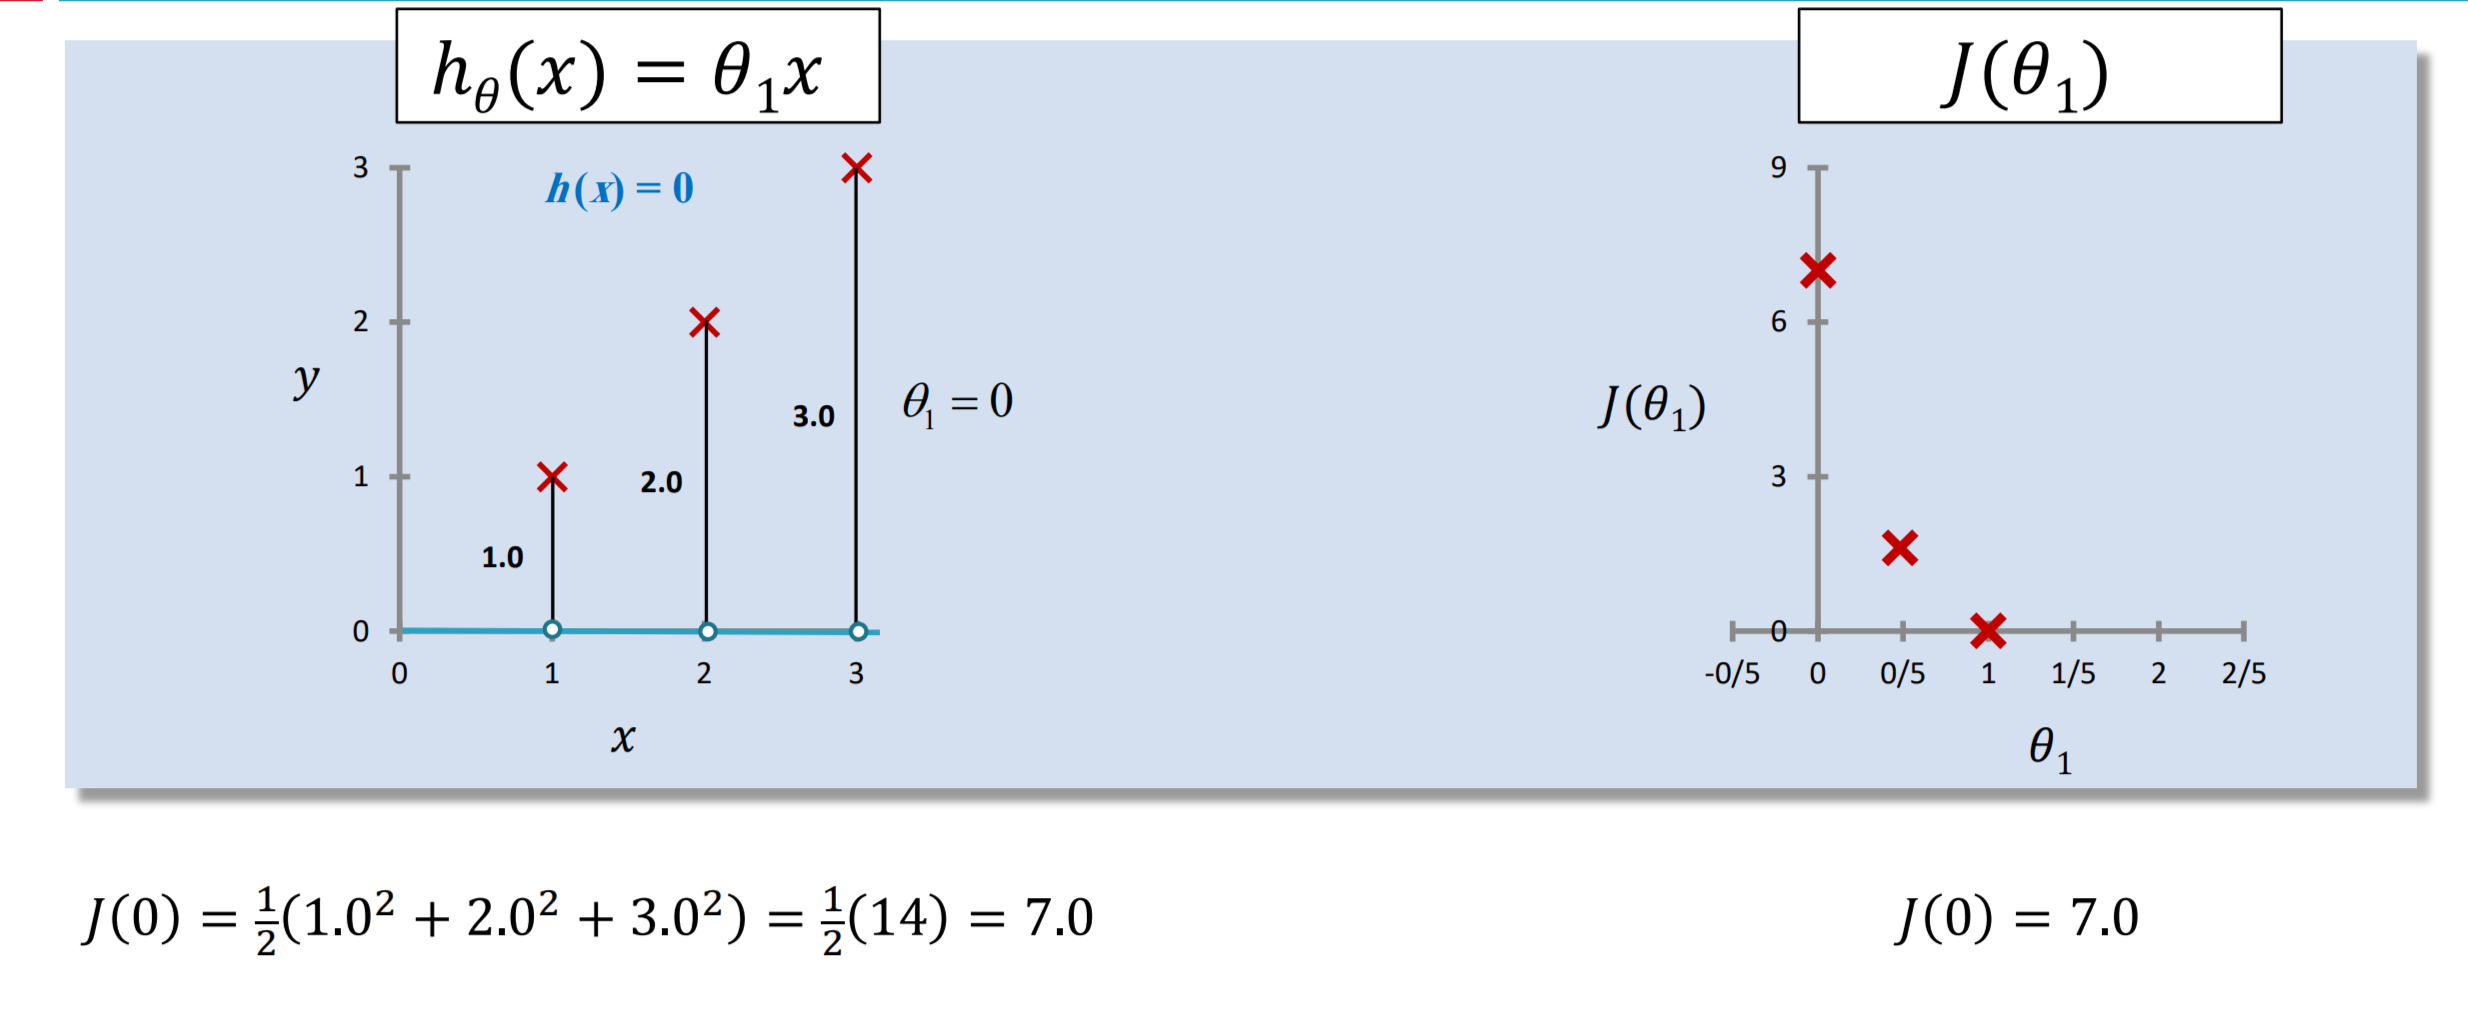 hθ(x) = θ₁x
J(θ₁)
h(x) = 0
3
2
1
0
y
1.0
2.0
3.0
θ₁ = 0
0 1 2 3
x
9
6
3
0
J(θ₁)
-0/5 0 0/5 1 1/5 2 2/5
θ₁
J(0) = ½(1.0² + 2.0² + 3.0²) = ½(14) = 7.0
J(0) = 7.0